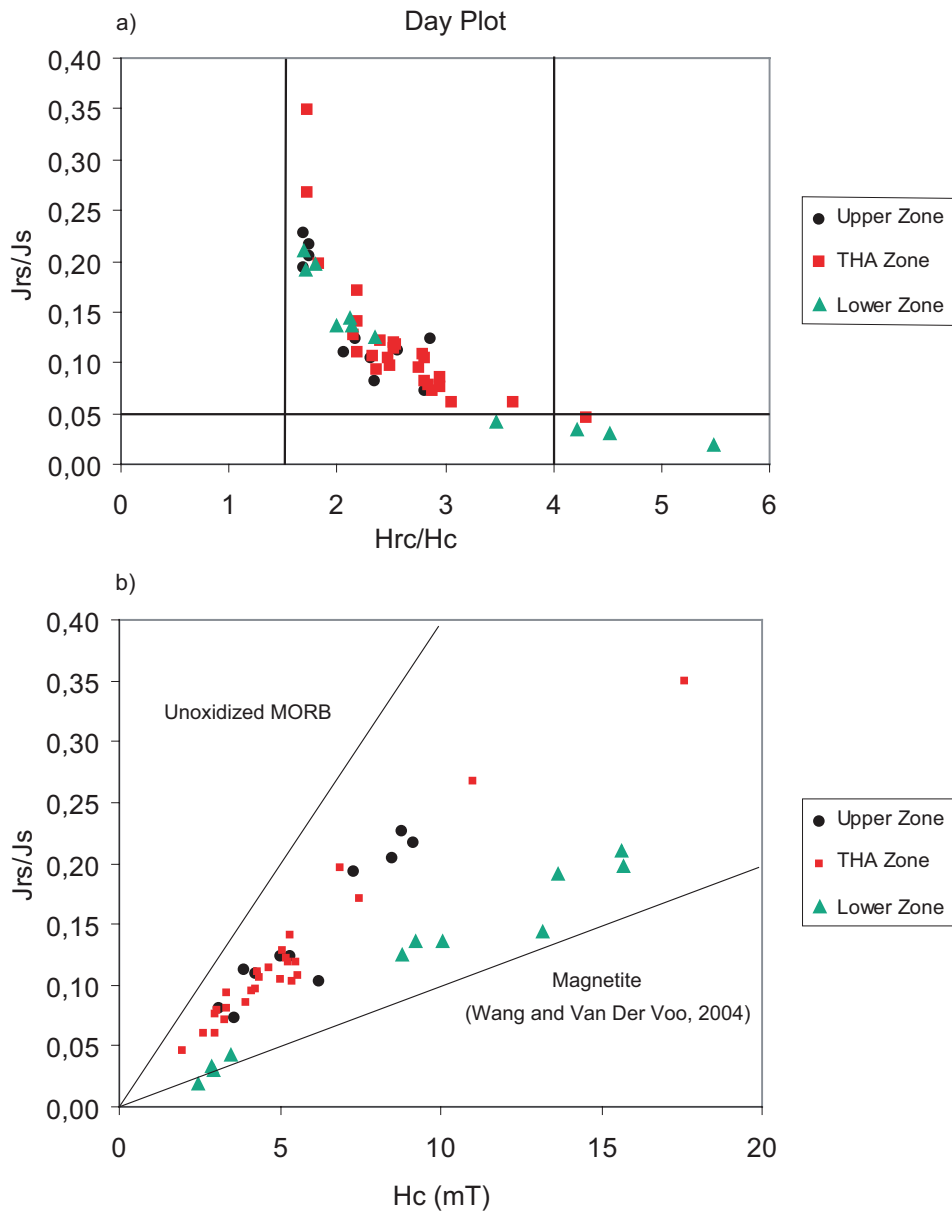 a)
Day Plot
0,40
0,35
0,30
0,25
0,20
0,15
0,10
0,05
0,00
Jrs/Js
0 1 2 3 4 5 6
Hrc/Hc
Upper Zone
THA Zone
Lower Zone
b)
0,40
0,35
0,30
0,25
0,20
0,15
0,10
0,05
0,00
Jrs/Js
Unoxidized MORB
Magnetite
(Wang and Van Der Voo, 2004)
0 5 10 15 20
Hc (mT)
Upper Zone
THA Zone
Lower Zone